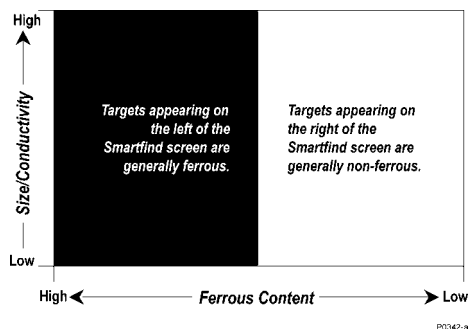 High
Size/Conductivity
Low
Targets appearing on
the left of the
Smartfind screen are
generally ferrous.
Targets appearing on
the right of the
Smartfind screen are
generally non-ferrous.
High
Ferrous Content
Low
P0342-a